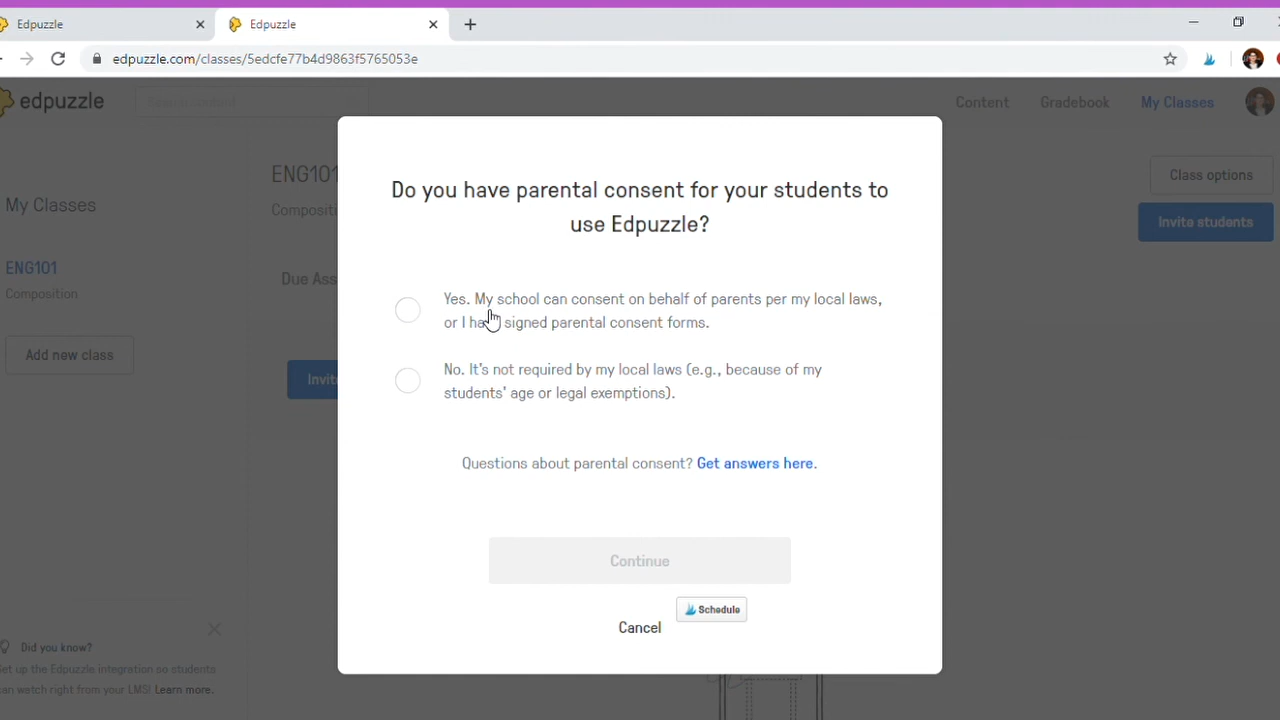 Edpuzzle
Edpuzzle
edpuzzle.com/classes/5edcfe77b4d9863f5765053e
edpuzzle
Content
Gradebook
My Classes
ENG101
Class options
Invite students
My Classes
ENG101
Composition
Due Ass
Add new class
Do you have parental consent for your students to
use Edpuzzle?
Yes. My school can consent on behalf of parents per my local laws,
or I ha signed parental consent forms.
No. It's not required by my local laws (e.g., because of my
students' age or legal exemptions).
Questions about parental consent? Get answers here.
Continue
Schedule
Cancel
Did you know?
et up the Edpuzzle integration so students
an watch right from your LMS! Learn more.